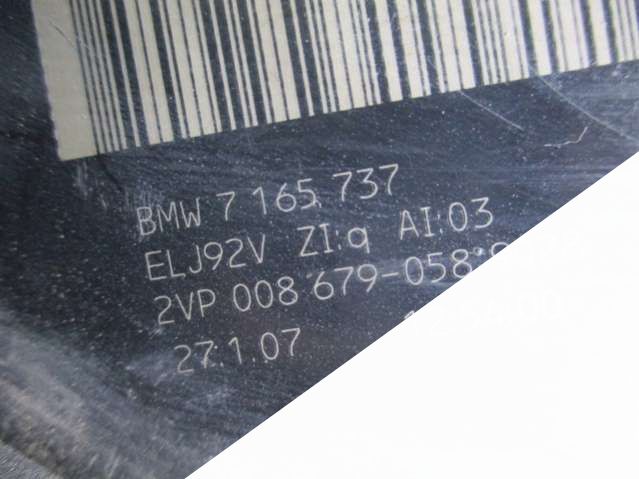 BMW 7 165 737
ELJ92V ZI:q AI:03
2VP 008 679-058
27.1.07